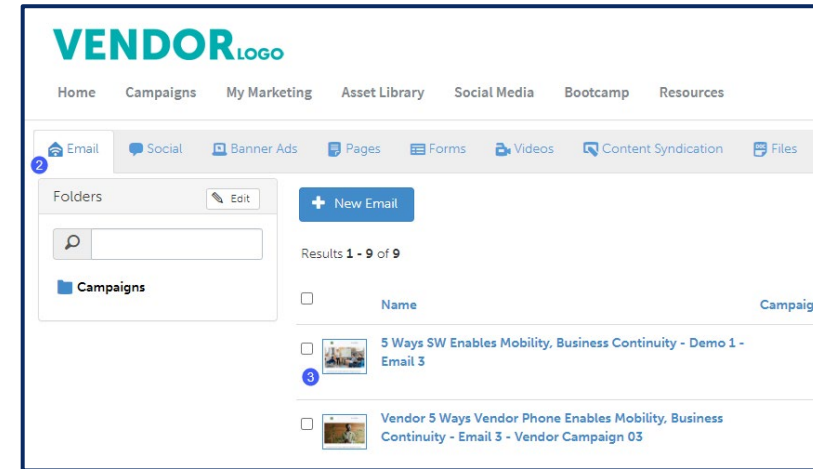 VENDOR LOGO
Home Campaigns My Marketing Asset Library Social Media Bootcamp Resources
Email Social Banner Ads Pages Forms Videos Content Syndication Files
2
Folders Edit
New Email
Results 1 - 9 of 9
Campaigns
Name Campaig
5 Ways SW Enables Mobility, Business Continuity - Demo 1 -
Email 3
3
Vendor 5 Ways Vendor Phone Enables Mobility, Business
Continuity - Email 3 - Vendor Campaign 03